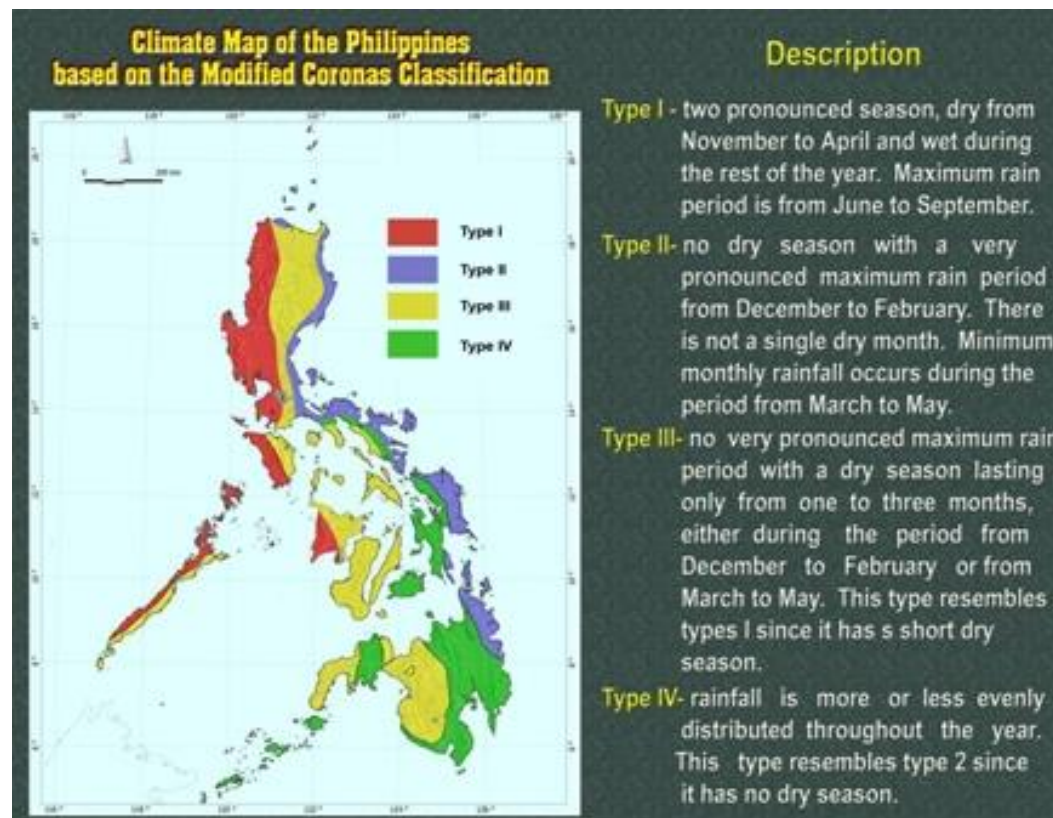 Climate Map of the Philippines
based on the Modified Coronas Classification
Type I
Type II
Type III
Type IV
Description
Type I - two pronounced season, dry from
November to April and wet during
the rest of the year. Maximum rain
period is from June to September.
Type II- no dry season with a very
pronounced maximum rain period
from December to February. There
is not a single dry month. Minimum
monthly rainfall occurs during the
period from March to May.
Type III- no very pronounced maximum rain
period with a dry season lasting
only from one to three months,
either during the period from
December to February or from
March to May. This type resembles
types I since it has s short dry
season.
Type IV- rainfall is more or less evenly
distributed throughout the year.
This type resembles type 2 since
it has no dry season.